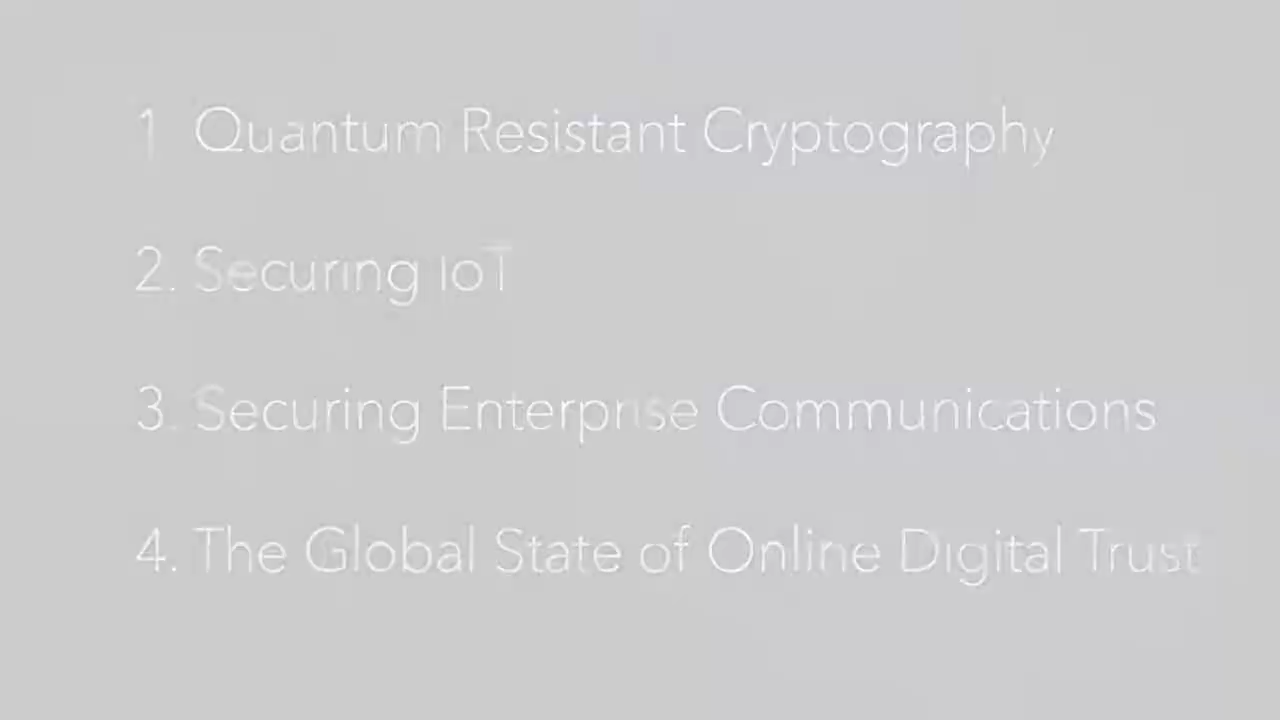 1 Quantum Resistant Cryptography
2. Securing IoT
3. Securing Enterprise Communications
4. The Global State of Online Digital Trust